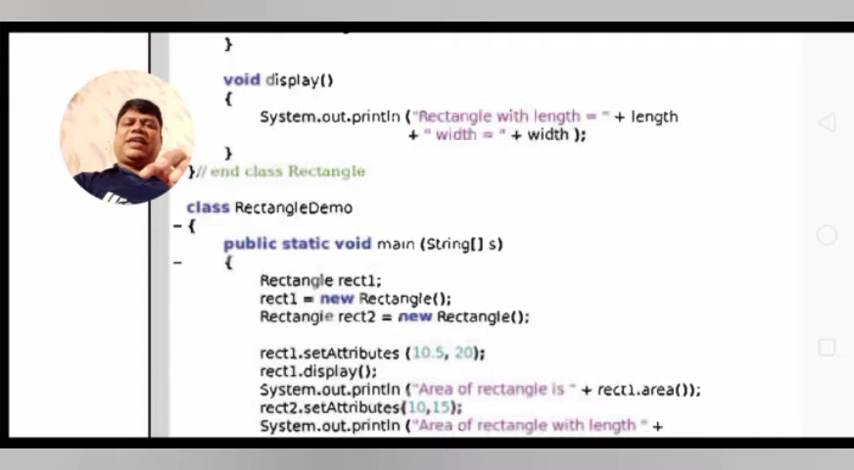 }
void display()
{
System.out.println ("Rectangle with length = " + length
+ " width = " + width );
}
}// end class Rectangle
class RectangleDemo
{
public static void main (String[] s)
{
Rectangle rect1;
rect1 = new Rectangle();
Rectangle rect2 = new Rectangle();
rect1.setAttributes (10.5, 20);
rect1.display();
System.out.println ("Area of rectangle is " + rect1.area());
rect2.setAttributes(10,15);
System.out.println ("Area of rectangle with length " +